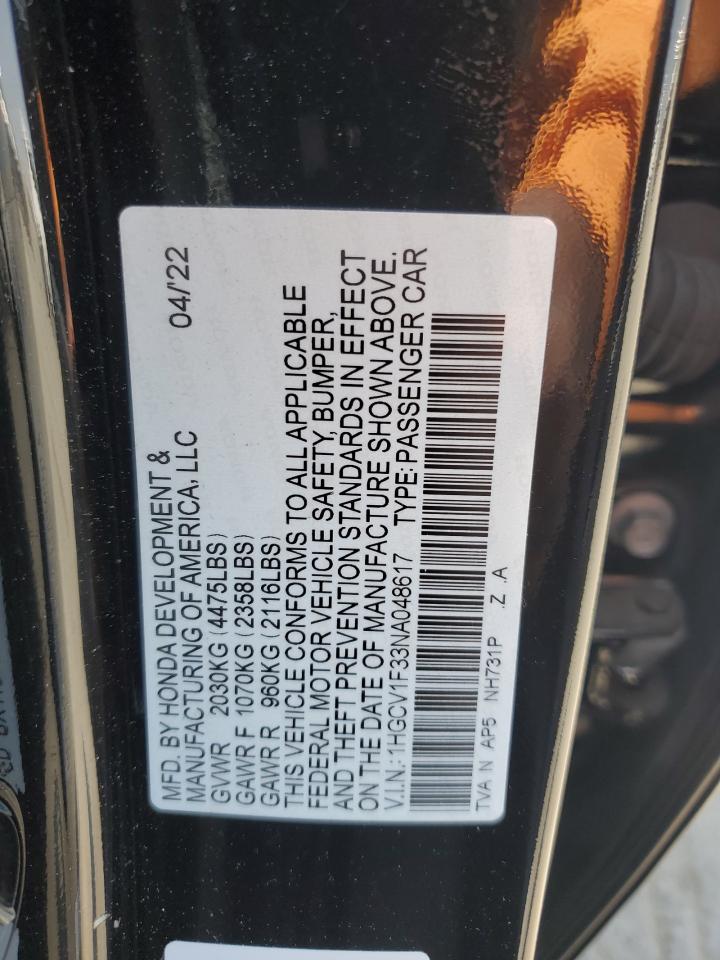 MFD. BY HONDA DEVELOPMENT &
MANUFACTURING OF AMERICA, LLC 04/'22
GVWR 2030KG (4475LBS)
GAWR F 1070KG (2358LBS)
GAWR R 960KG (2116LBS)
THIS VEHICLE CONFORMS TO ALL APPLICABLE
FEDERAL MOTOR VEHICLE SAFETY, BUMPER,
AND THEFT PREVENTION STANDARDS IN EFFECT
ON THE DATE OF MANUFACTURE SHOWN ABOVE.
V.I.N.:1HGCV1F33NA048617 TYPE: PASSENGER CAR
TVA N AP5 NH731P .Z .A